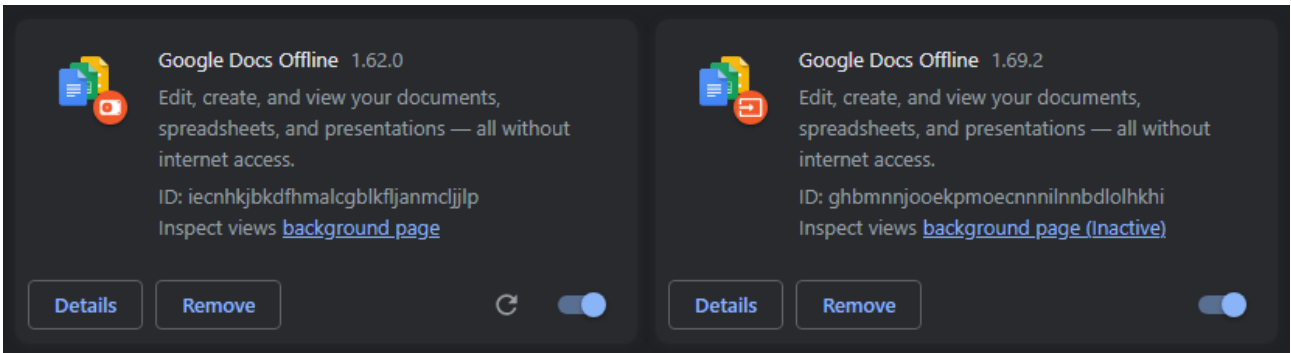 Google Docs Offline 1.62.0
Edit, create, and view your documents,
spreadsheets, and presentations — all without
internet access.
ID: iecnhkjbkdfhmalcgblkfljanmcljjlp
Inspect views background page
Details
Remove
Google Docs Offline 1.69.2
Edit, create, and view your documents,
spreadsheets, and presentations — all without
internet access.
ID: ghbmnnjooekpmoecnnnilnnbdlolhkhi
Inspect views background page (Inactive)
Details
Remove